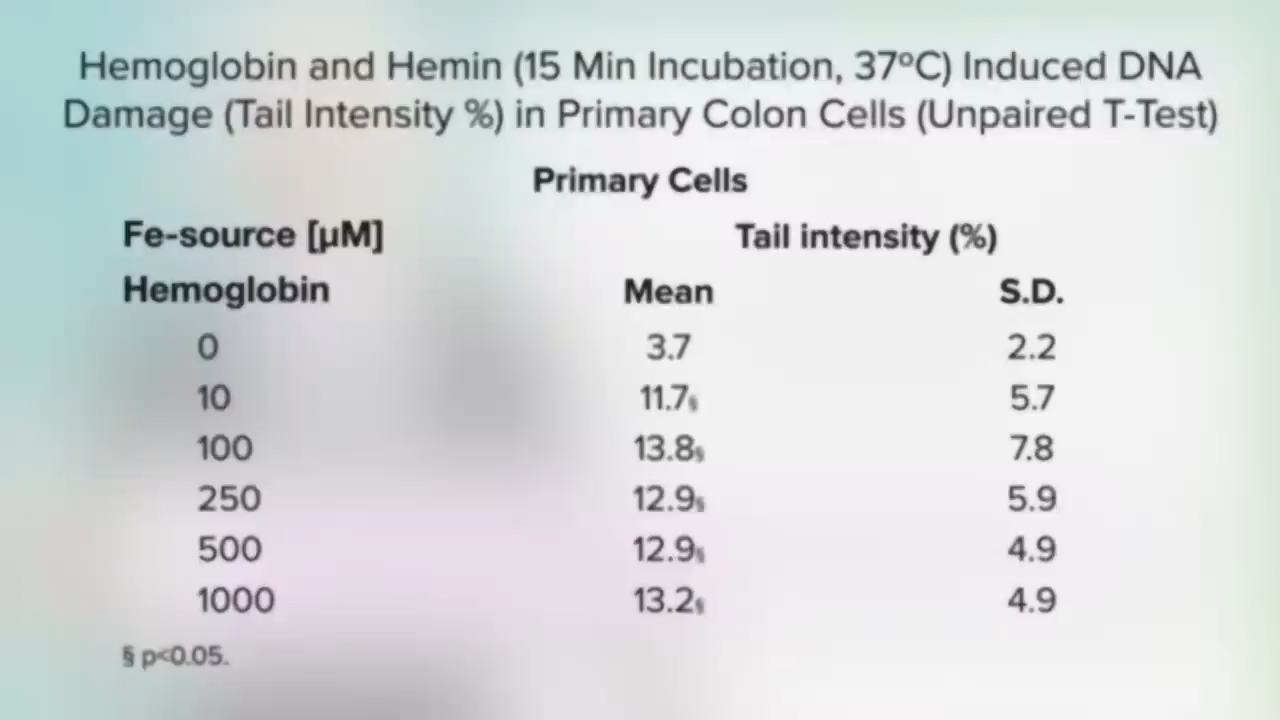 Hemoglobin and Hemin (15 Min Incubation, 37ºC) Induced DNA
Damage (Tail Intensity %) in Primary Colon Cells (Unpaired T-Test)
Primary Cells
Fe-source [µM] Tail intensity (%)
Hemoglobin Mean S.D.
0 3.7 2.2
10 11.7§ 5.7
100 13.8§ 7.8
250 12.9§ 5.9
500 12.9§ 4.9
1000 13.2§ 4.9
§ p<0.05.